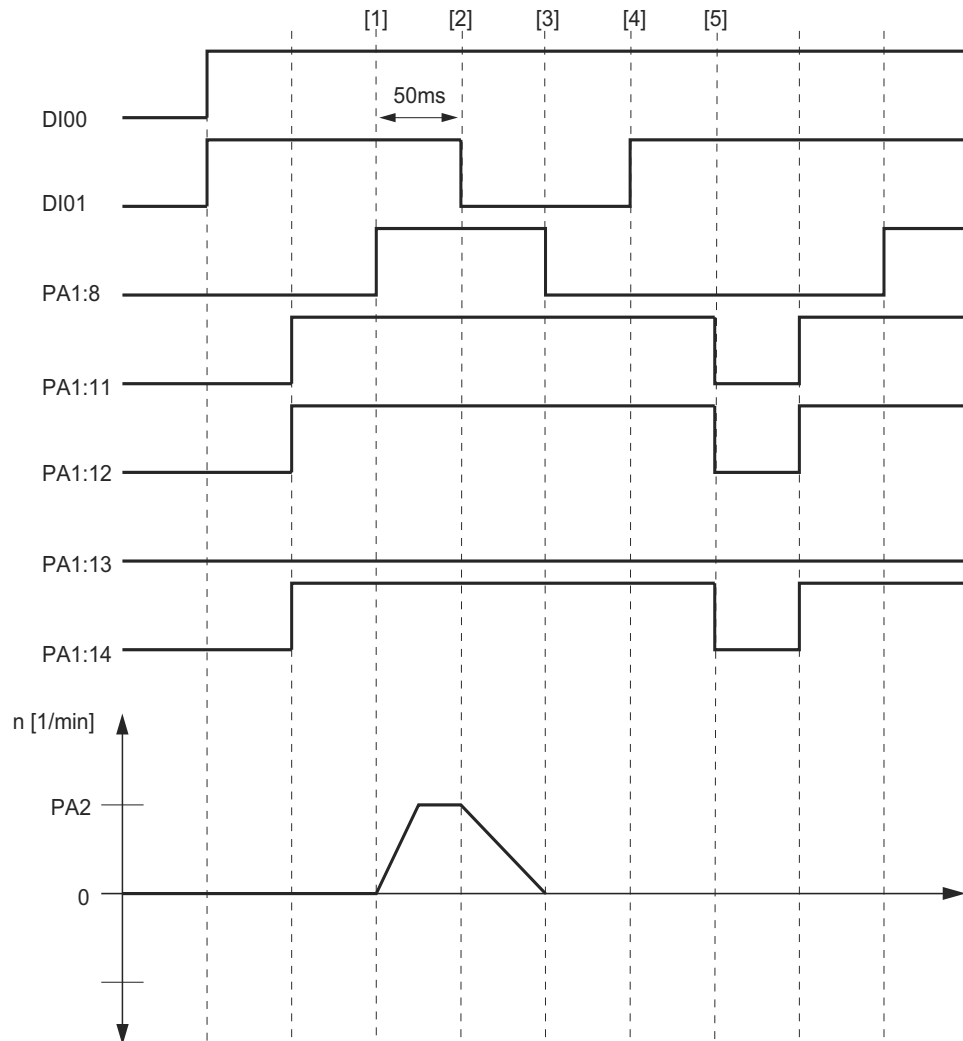 [1] [2] [3] [4] [5]
50ms
DI00
DI01
PA1:8
PA1:11
PA1:12
PA1:13
PA1:14
n [1/min]
PA2
0